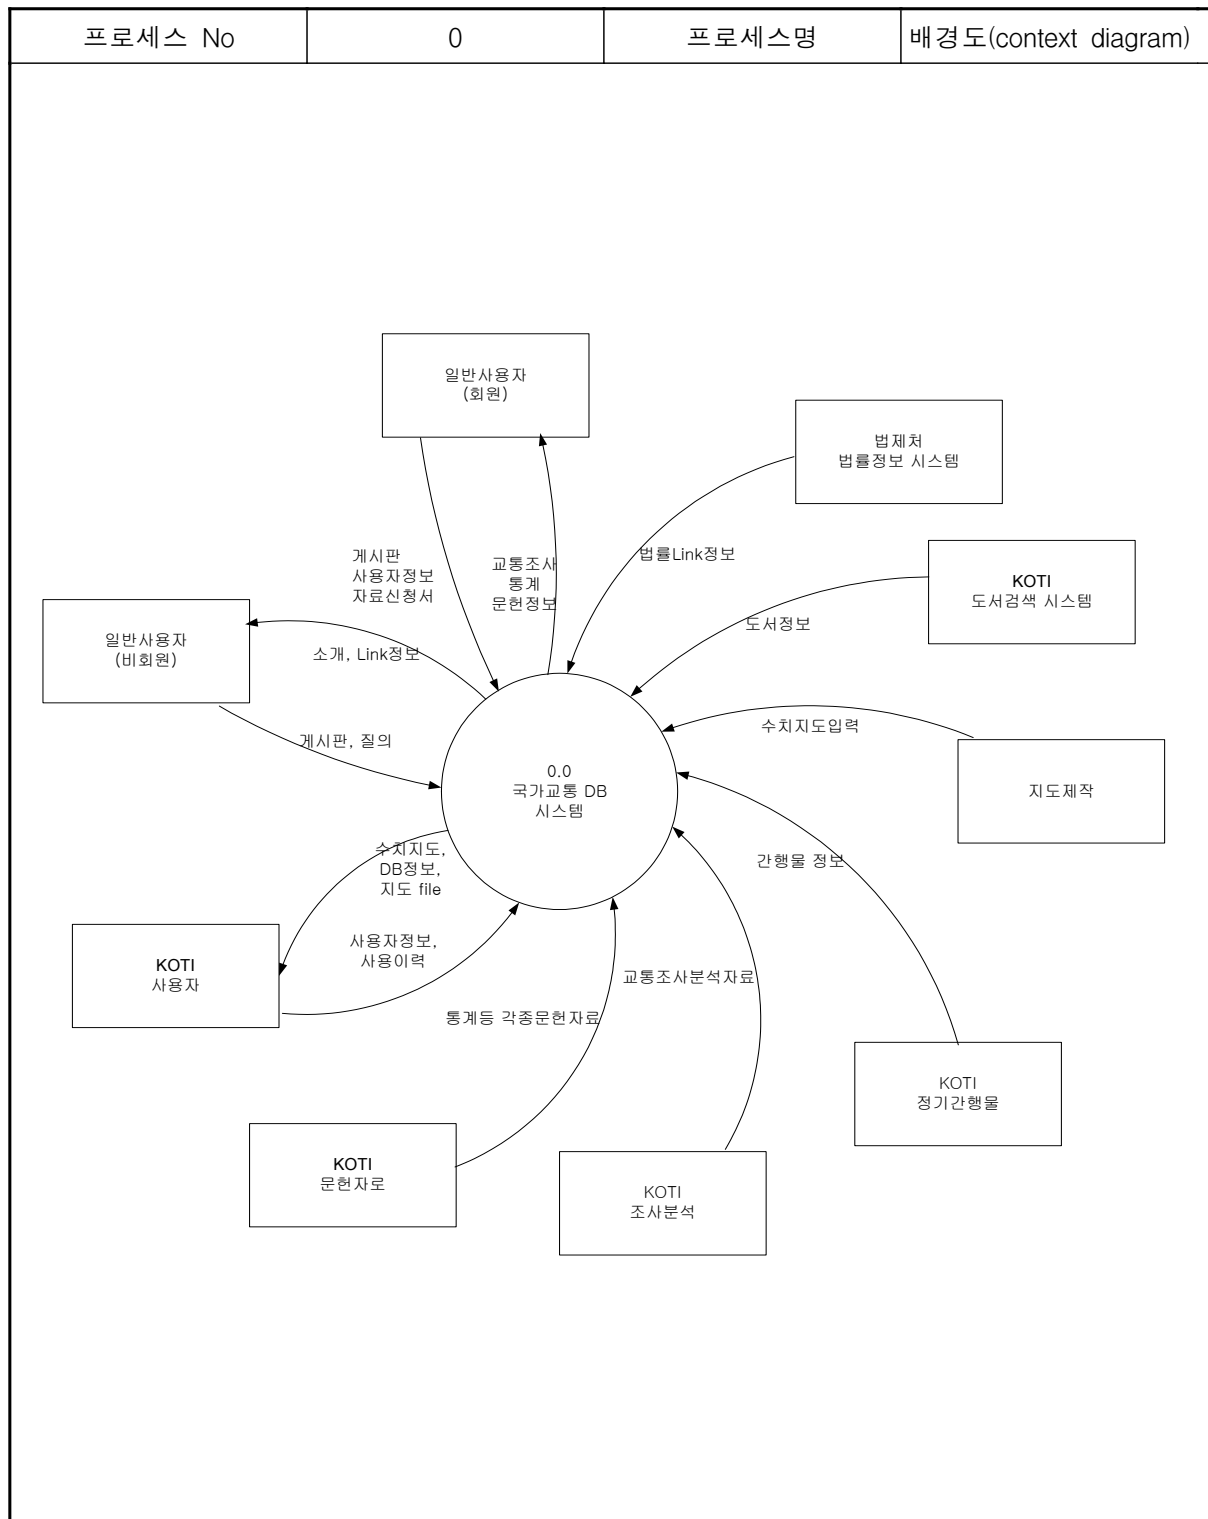 프로세스 No
0
프로세스명
배경도(context diagram)
일반사용자
(회원)
법제처
법률정보 시스템
게시판
사용자정보
자료신청서
교통조사
통계
문헌정보
법률Link정보
KOTI
도서검색 시스템
일반사용자
(비회원)
소개, Link정보
도서정보
게시판, 질의
수치지도입력
0.0
국가교통 DB
시스템
지도제작
수치지도,
DB정보,
지도 file
간행물 정보
KOTI
사용자
사용자정보,
사용이력
교통조사분석자료
통계등 각종문헌자료
KOTI
정기간행물
KOTI
문헌자로
KOTI
조사분석